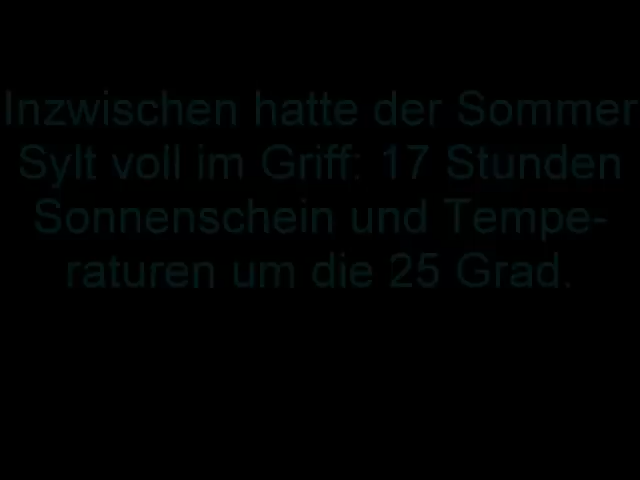 Inzwischen hatte der Sommer
Sylt voll im Griff: 17 Stunden
Sonnenschein und Tempe-
raturen um die 25 Grad.